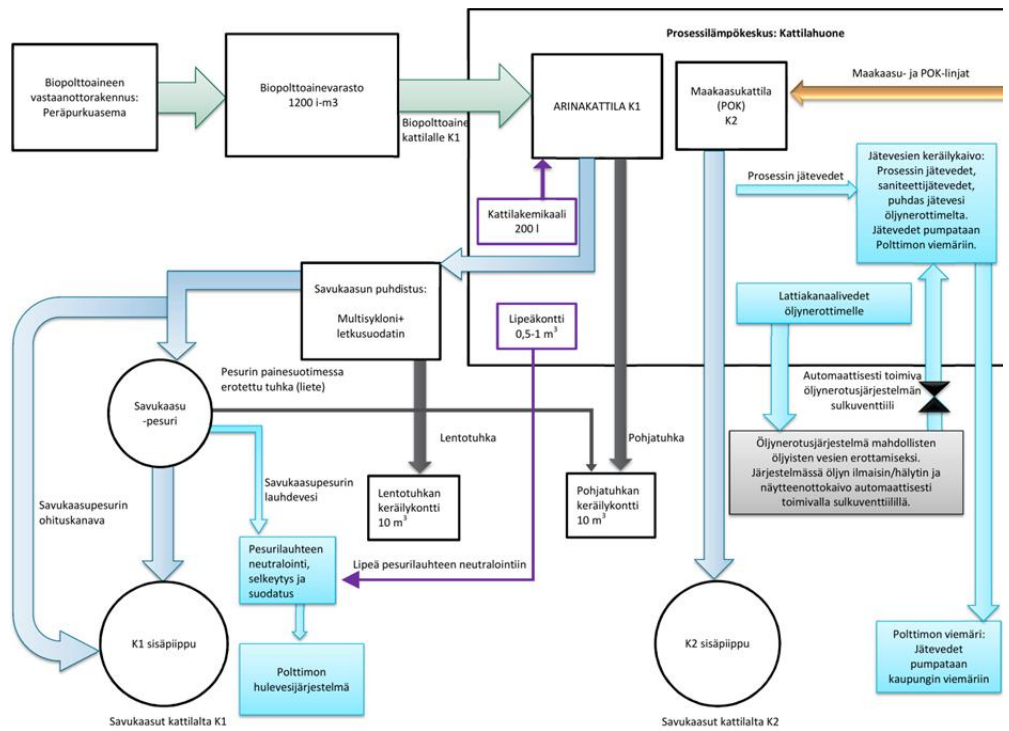 Prosessilämpökeskus: Kattilahuone
Biopolttoaineen
vastaanottorakennus:
Peräpurkuasema
Biopolttoainevarasto
1200 i-m3
Biopolttoaine
kattilalle K1
ARINAKATTILA K1
Maakaasukattila
(POK)
K2
Maakaasu- ja POK-linjat
Kattilakemikaali
200 l
Prosessin jätevedet
Jätevesien keräilykaivo:
Prosessin jätevedet,
saniteettijätevedet,
puhdas jätevesi
öljynerottimelta.
Jätevedet pumpataan
Polttimon viemäriin.
Savukaasun puhdistus:
Multisykloni+
letkusuodatin
Lipeäkontti
0,5-1 m³
Lattiakanaalivedet
öljynerottimelle
Pesurin painesuotimessa
erotettu tuhka (liete)
Automaattisesti toimiva
öljynerotusjärjestelmän
sulkuventtiili
Savukaasu
-pesuri
Lentotuhka
Pohjatuhka
Öljynerotusjärjestelmä mahdollisten
öljyisten vesien erottamiseksi.
Järjestelmässä öljyn ilmaisin/hälytin ja
näytteenottokaivo automaattisesti
toimivalla sulkuventtiilillä.
Savukaasupesurin
ohituskanava
Savukaasupesurin
lauhdevesi
Lentotuhkan
keräilykontti
10 m³
Pohjatuhkan
keräilykontti
10 m³
Pesurilauhteen
neutralointi,
selkeytys ja
suodatus
Lipeä pesurilauhteen neutralointiin
K1 sisäpiippu
Polttimon
hulevesijärjestelmä
K2 sisäpiippu
Polttimon viemäri:
Jätevedet
pumpataan
kaupungin viemäriin
Savukaasut kattilalta K1
Savukaasut kattilalta K2